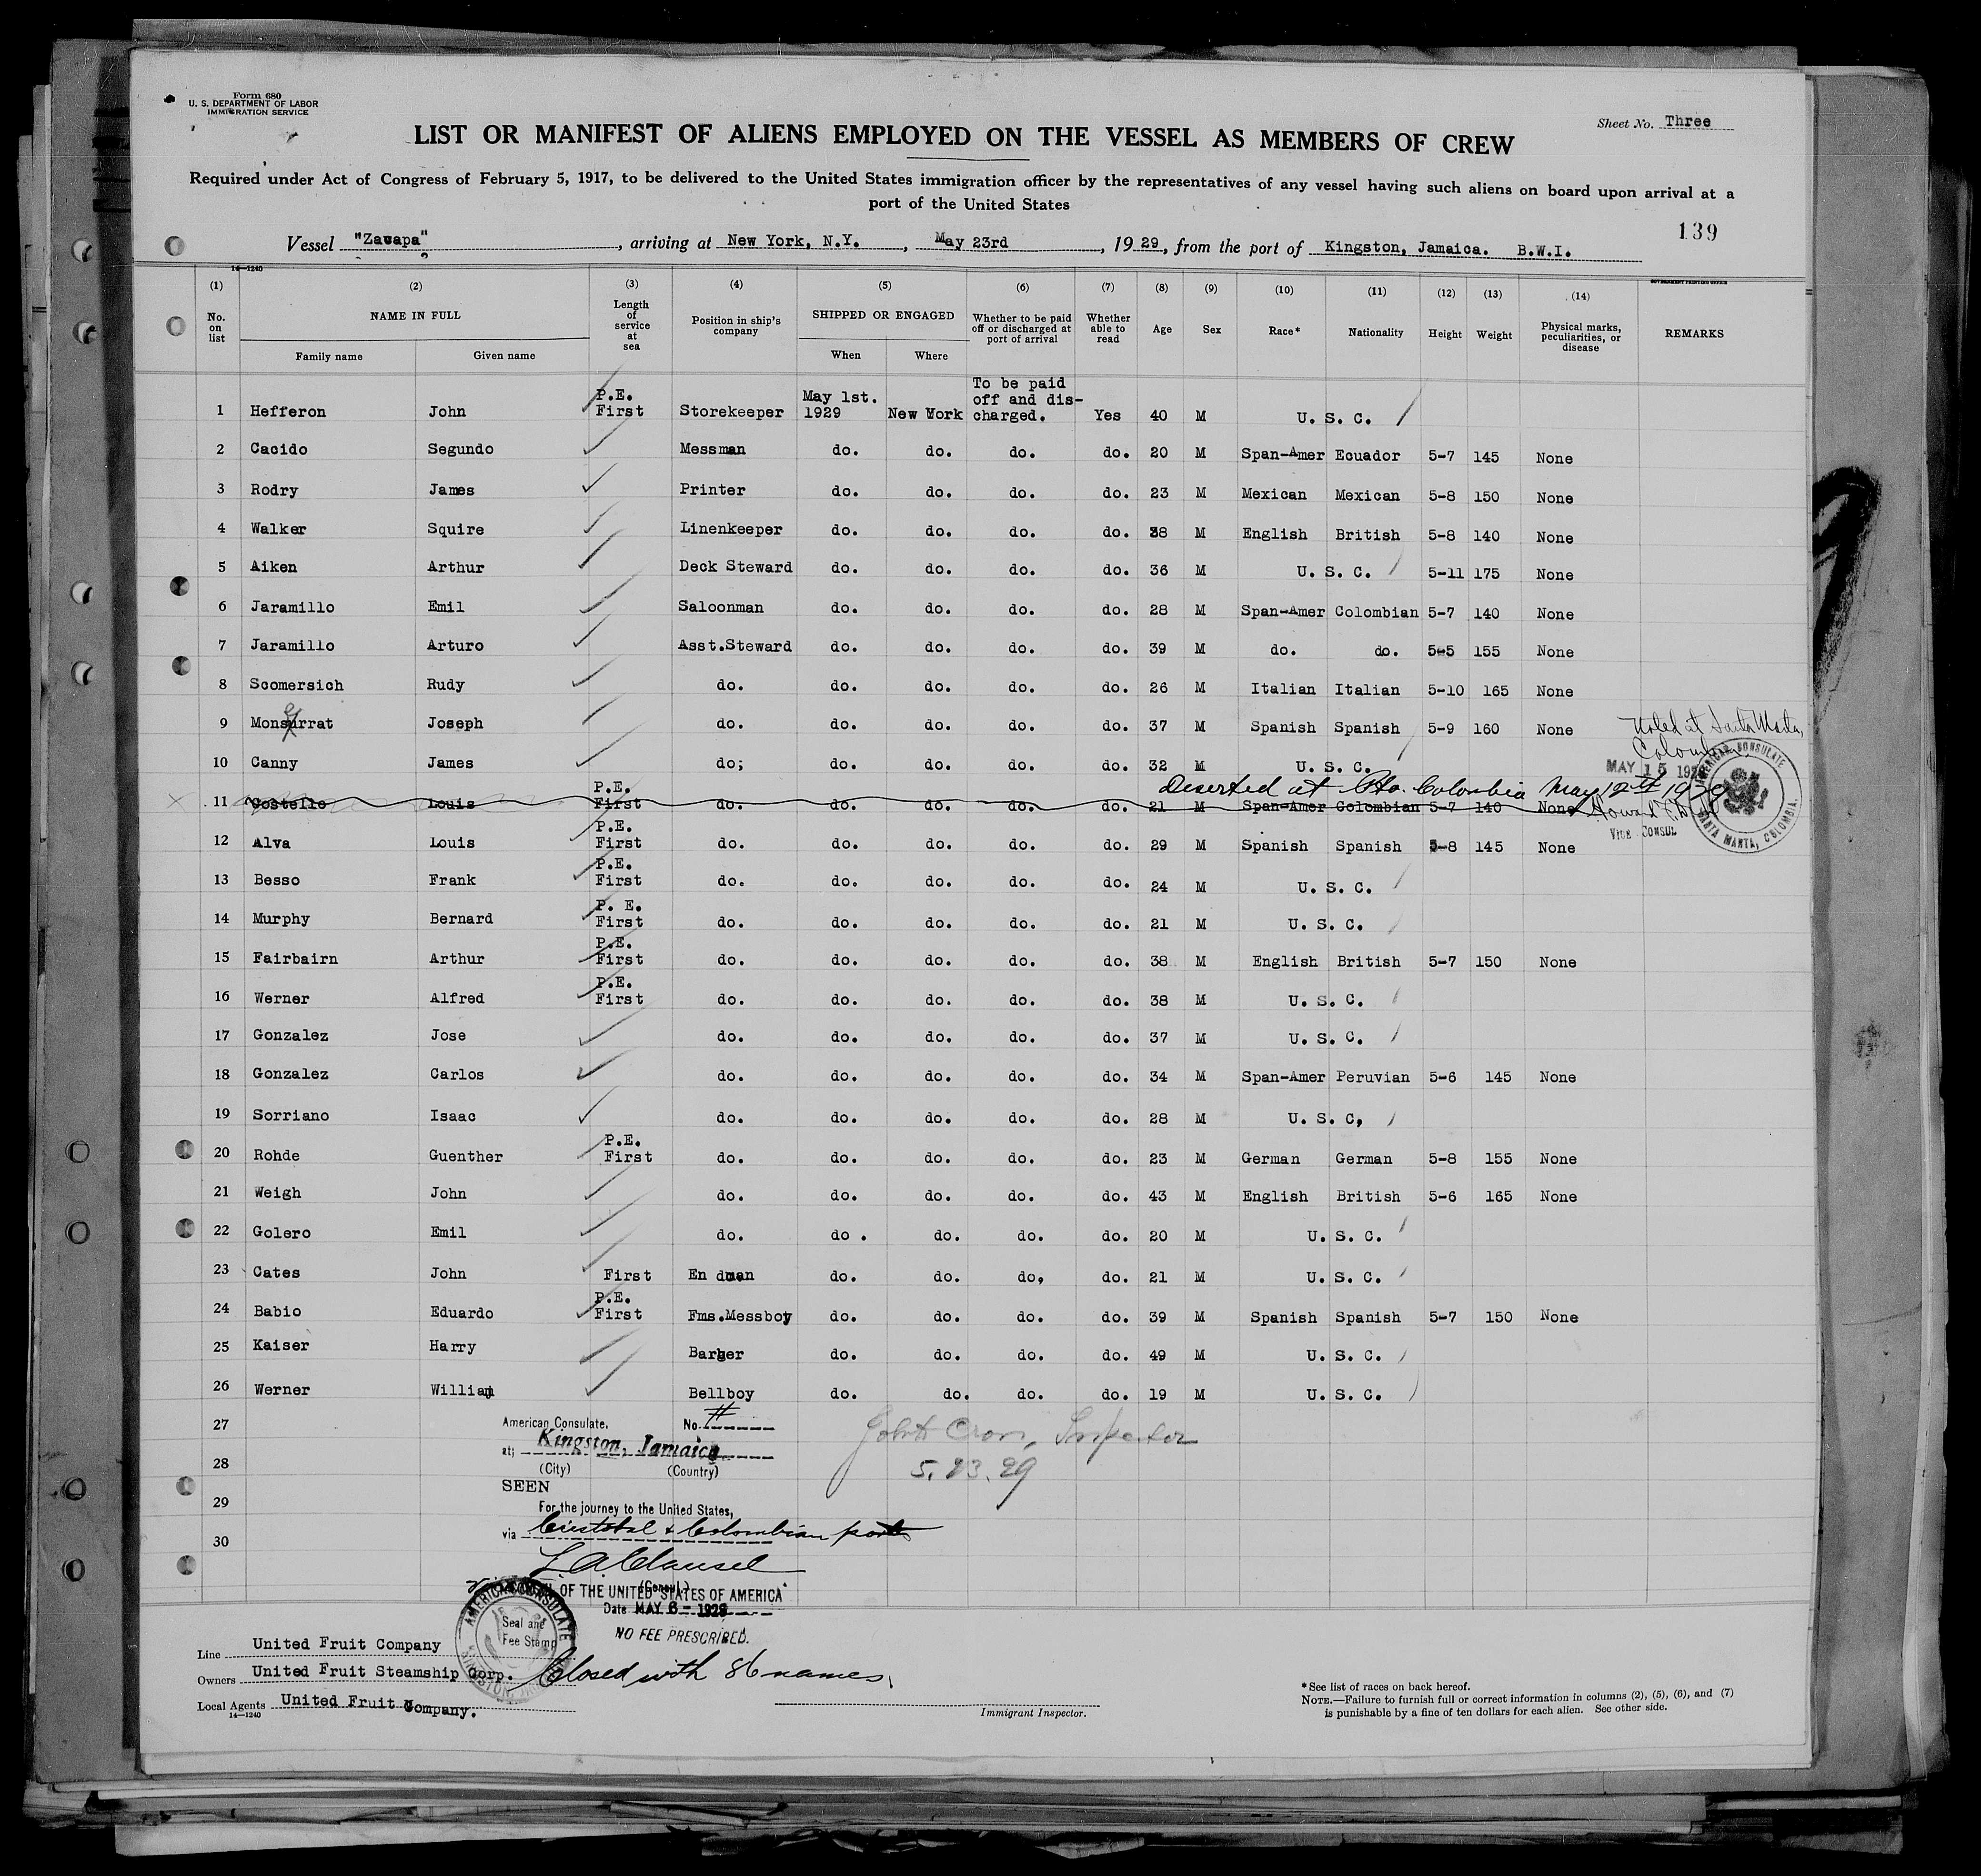 Form 680
U. S. DEPARTMENT OF LABOR
IMMIGRATION SERVICE
Sheet No. Three
LIST OR MANIFEST OF ALIENS EMPLOYED ON THE VESSEL AS MEMBERS OF CREW
Required under Act of Congress of February 5, 1917, to be delivered to the United States immigration officer by the representatives of any vessel having such aliens on board upon arrival at a
port of the United States
139
Vessel "Zacapa", arriving at New York, N.Y., May 23rd, 1929, from the port of Kingston, Jamaica. B.W.I.
14—1240 GOVERNMENT PRINTING OFFICE
(1) (2) (3) (4) (5) (6) (7) (8) (9) (10) (11) (12) (13) (14)
No. on list NAME IN FULL Family name Given name Length of service at sea Position in ship's company SHIPPED OR ENGAGED When Where Whether to be paid off or discharged at port of arrival Whether able to read Age Sex Race* Nationality Height Weight Physical marks, peculiarities, or disease REMARKS
1 Hefferon John P.E. First Storekeeper May 1st. 1929 New York To be paid off and discharged. Yes 40 M U. S. C.
2 Cacido Segundo Messman do. do. do. do. 20 M Span-Amer Ecuador 5-7 145 None
3 Rodry James Printer do. do. do. do. 23 M Mexican Mexican 5-8 150 None
4 Walker Squire Linenkeeper do. do. do. do. 38 M English British 5-8 140 None
5 Aiken Arthur Deck Steward do. do. do. do. 36 M U. S. C. 5-11 175 None
6 Jaramillo Emil Saloonman do. do. do. do. 28 M Span-Amer Colombian 5-7 140 None
7 Jaramillo Arturo Asst.Steward do. do. do. do. 39 M do. do. 5-5 155 None
8 Scomersich Rudy do. do. do. do. do. 26 M Italian Italian 5-10 165 None
9 Monserrat Joseph do. do. do. do. do. 37 M Spanish Spanish 5-9 160 None
Noted at Santa Marta,
Colombia
10 Canny James do; do. do. do. do. 32 M U. S. C.
MAY 15 1929
AMERICAN CONSULATE SANTA MARTA, COLOMBIA.
Deserted at Pto. Colombia May 12th 1929
11 Costello Louis P.E. First do. do. do. do. do. 21 M Span-Amer Colombian 5-7 140 None
Howard F.
Vice CONSUL
12 Alva Louis P.E. First do. do. do. do. do. 29 M Spanish Spanish 5-8 145 None
13 Besso Frank P.E. First do. do. do. do. do. 24 M U. S. C.
14 Murphy Bernard P. E. First do. do. do. do. do. 21 M U. S. C.
15 Fairbairn Arthur P.E. First do. do. do. do. do. 38 M English British 5-7 150 None
16 Werner Alfred P.E. First do. do. do. do. do. 38 M U. S. C.
17 Gonzalez Jose do. do. do. do. do. 37 M U. S. C.
18 Gonzalez Carlos do. do. do. do. do. 34 M Span-Amer Peruvian 5-6 145 None
19 Sorriano Isaac do. do. do. do. do. 28 M U. S. C,
20 Rohde Guenther P.E. First do. do. do. do. do. 23 M German German 5-8 155 None
21 Weigh John do. do. do. do. do. 43 M English British 5-6 165 None
22 Golero Emil do. do . do. do. do. 20 M U. S. C.
23 Cates John First En dman do. do. do, do. 21 M U. S. C.
24 Babio Eduardo P.E. First Fms.Messboy do. do. do. do. 39 M Spanish Spanish 5-7 150 None
25 Kaiser Harry Barber do. do. do. do. 49 M U. S. C.
26 Werner William Bellboy do. do. do. do. 19 M U. S. C.
27
28
29
30
American Consulate, No.
at; Kingston, Jamaica
(City) (Country)
Inspector
5.23.29
SEEN
For the journey to the United States,
via Cristobal & Colombian ports
(Consul)
OF THE UNITED STATES OF AMERICA
Date MAY 6 - 1929
NO FEE PRESCRIBED.
AMERICAN CONSULATE KINGSTON, JAMAICA
Seal and
Fee Stamp
Closed with 86 names.
Line United Fruit Company
Owners United Fruit Steamship Corp.
Local Agents United Fruit Company.
14—1240
Immigrant Inspector.
*See list of races on back hereof.
NOTE.—Failure to furnish full or correct information in columns (2), (5), (6), and (7)
is punishable by a fine of ten dollars for each alien. See other side.